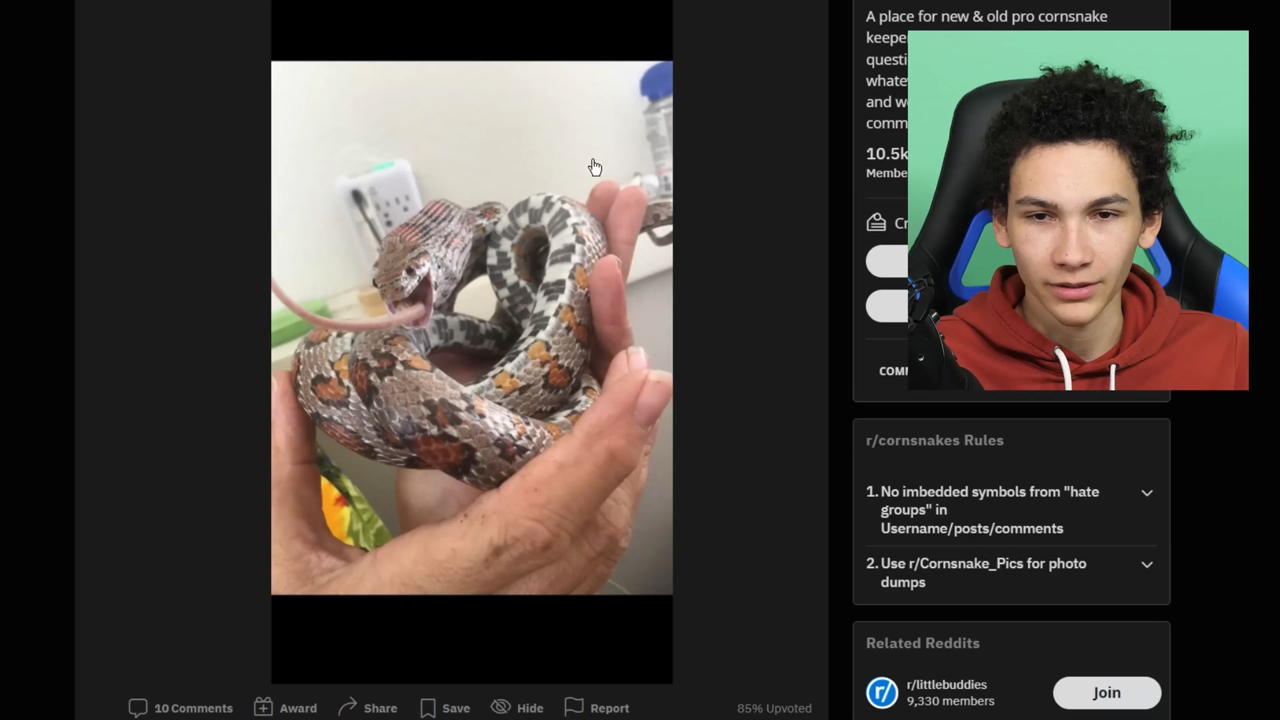 A place for new & old pro cornsnake
keepe
questi
whate
and we
comm
10.5k
Membe
Cr
COMM
r/cornsnakes Rules
1. No imbedded symbols from "hate
groups" in
Username/posts/comments
2. Use r/Cornsnake_Pics for photo
dumps
Related Reddits
r/littlebuddies
9,330 members
Join
10 Comments
Award
Share
Save
Hide
Report
85% Upvoted